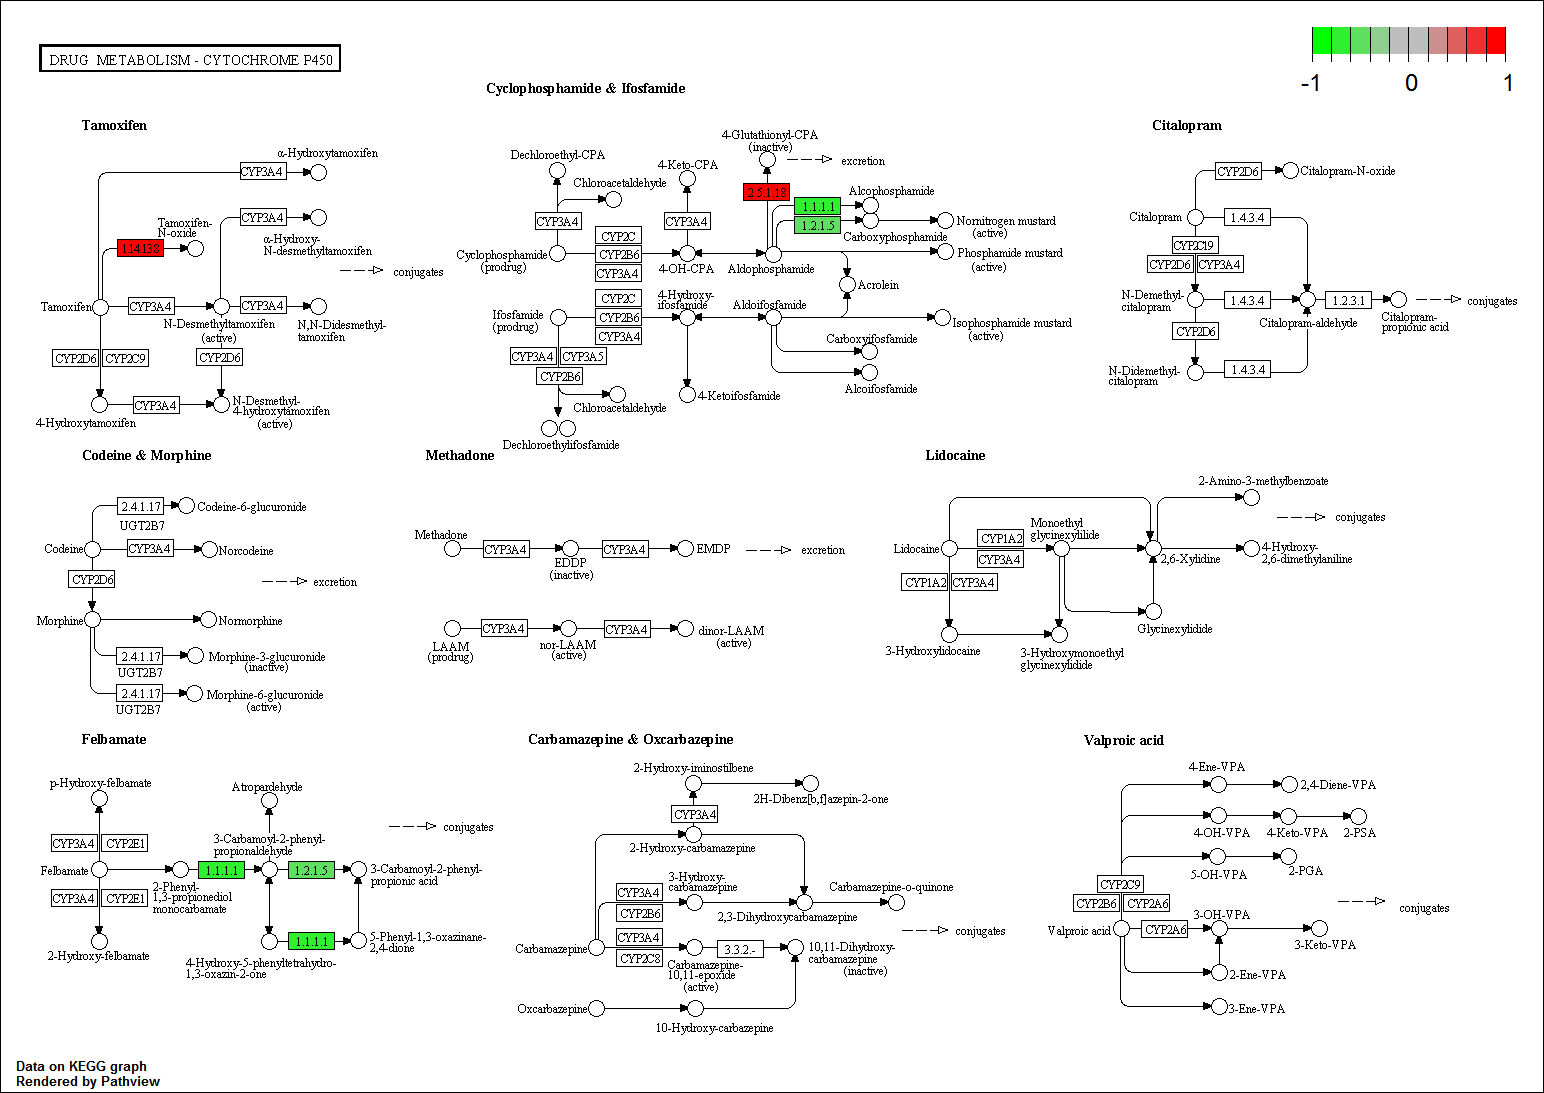 DRUG METABOLISM - CYTOCHROME P450
-1 0 1
Cyclophosphamide & Ifosfamide
Tamoxifen
α-Hydroxytamoxifen
CYP3A4
Tamoxifen-
N-oxide
1.14.13.8
CYP3A4
α-Hydroxy-
N-desmethyltamoxifen
conjugates
Tamoxifen
CYP3A4
N-Desmethyltamoxifen
(active)
CYP3A4
N,N-Didesmethyl-
tamoxifen
CYP2D6
CYP2C9
CYP2D6
4-Hydroxytamoxifen
CYP3A4
N-Desmethyl-
4-hydroxytamoxifen
(active)
Dechloroethyl-CPA
Chloroacetaldehyde
CYP3A4
4-Keto-CPA
CYP3A4
4-Glutathionyl-CPA
(inactive)
excretion
2.5.1.18
1.1.1.1
Alcophosphamide
1.2.1.5
Carboxyphosphamide
Nornitrogen mustard
(active)
Cyclophosphamide
(prodrug)
CYP2C
CYP2B6
CYP3A4
4-OH-CPA
Aldophosphamide
Phosphamide mustard
(active)
Acrolein
Ifosfamide
(prodrug)
CYP2C
CYP2B6
CYP3A4
4-Hydroxy-
ifosfamide
Aldoifosfamide
Isophosphamide mustard
(active)
CYP3A4
CYP3A5
CYP2B6
Chloroacetaldehyde
Dechloroethylifosfamide
4-Ketoifosfamide
Carboxyifosfamide
Alcoifosfamide
Citalopram
CYP2D6
Citalopram-N-oxide
Citalopram
1.4.3.4
CYP2C19
CYP2D6
CYP3A4
N-Demethyl-
citalopram
1.4.3.4
Citalopram-aldehyde
1.2.3.1
Citalopram-
propionic acid
conjugates
CYP2D6
N-Didemethyl-
citalopram
1.4.3.4
Codeine & Morphine
2.4.1.17
UGT2B7
Codeine-6-glucuronide
Codeine
CYP3A4
Norcodeine
CYP2D6
excretion
Morphine
Normorphine
2.4.1.17
UGT2B7
Morphine-3-glucuronide
(inactive)
2.4.1.17
UGT2B7
Morphine-6-glucuronide
(active)
Methadone
Methadone
CYP3A4
EDDP
(inactive)
CYP3A4
EMDP
excretion
LAAM
(prodrug)
CYP3A4
nor-LAAM
(active)
CYP3A4
dinor-LAAM
(active)
Lidocaine
2-Amino-3-methylbenzoate
conjugates
Lidocaine
CYP1A2
CYP3A4
Monoethyl
glycinexylilide
2,6-Xylidine
4-Hydroxy-
2,6-dimethylaniline
CYP1A2
CYP3A4
Glycinexylidide
3-Hydroxylidocaine
3-Hydroxymonoethyl
glycinexylidide
Felbamate
p-Hydroxy-felbamate
Atropardehyde
conjugates
CYP3A4
CYP2E1
3-Carbamoyl-2-phenyl-
propionaldehyde
Felbamate
2-Phenyl-
1,3-propionediol
monocarbamate
1.1.1.1
1.2.1.5
3-Carbamoyl-2-phenyl-
propionic acid
CYP3A4
CYP2E1
2-Hydroxy-felbamate
4-Hydroxy-5-phenyltetrahydro-
1,3-oxazin-2-one
1.1.1.1
5-Phenyl-1,3-oxazinane-
2,4-dione
Carbamazepine & Oxcarbazepine
2-Hydroxy-iminostilbene
2H-Dibenz[b,f]azepin-2-one
CYP3A4
2-Hydroxy-carbamazepine
CYP3A4
CYP2B6
3-Hydroxy-
carbamazepine
2,3-Dihydroxycarbamazepine
Carbamazepine-o-quinone
Carbamazepine
CYP3A4
CYP2C8
Carbamazepine-
10,11-epoxide
(active)
3.3.2.-
10,11-Dihydroxy-
carbamazepine
(inactive)
conjugates
Oxcarbazepine
10-Hydroxy-carbazepine
Valproic acid
4-Ene-VPA
2,4-Diene-VPA
4-OH-VPA
4-Keto-VPA
2-PSA
5-OH-VPA
2-PGA
CYP2C9
CYP2B6
CYP2A6
Valproic acid
CYP2A6
3-OH-VPA
3-Keto-VPA
conjugates
2-Ene-VPA
3-Ene-VPA
Data on KEGG graph
Rendered by Pathview